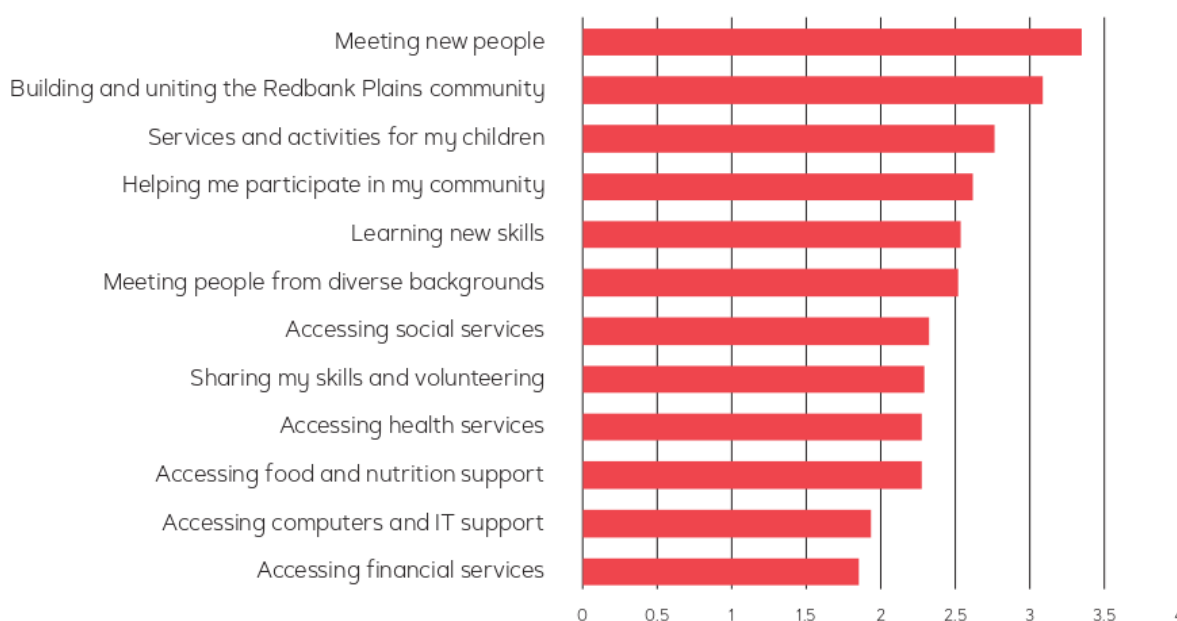 Meeting new people
Building and uniting the Redbank Plains community
Services and activities for my children
Helping me participate in my community
Learning new skills
Meeting people from diverse backgrounds
Accessing social services
Sharing my skills and volunteering
Accessing health services
Accessing food and nutrition support
Accessing computers and IT support
Accessing financial services
0 0.5 1 1.5 2 2.5 3 3.5